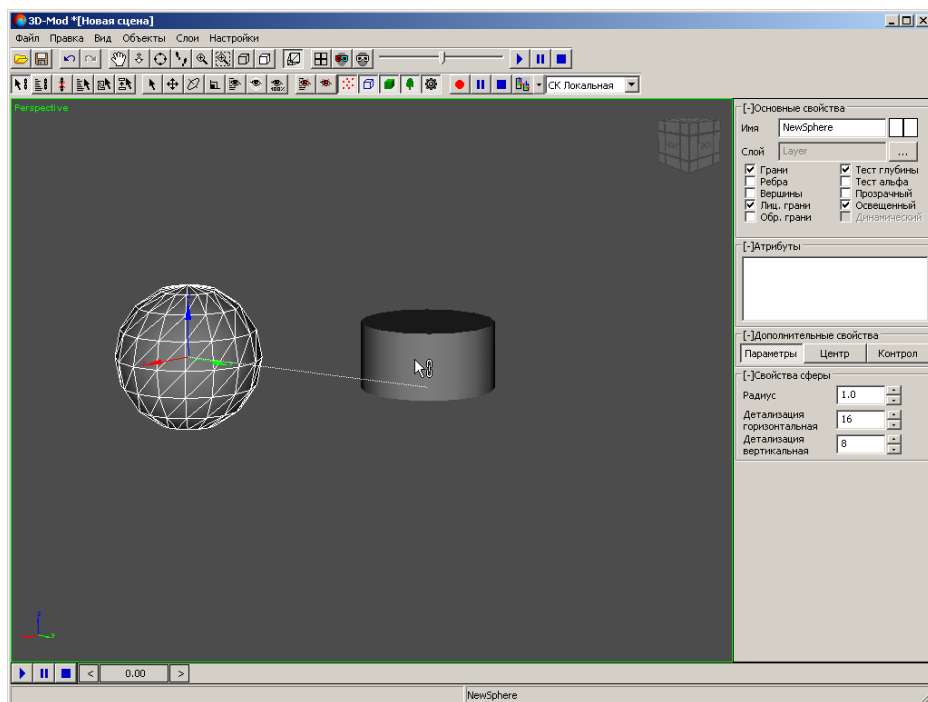 3D-Mod *[Новая сцена]
Файл Правка Вид Объекты Слои Настройки
100%
СК Локальная
Perspective
[-]Основные свойства
Имя NewSphere
Слой Layer ...
Грани Тест глубины
Ребра Тест альфа
Вершины Прозрачный
Лиц. грани Освещенный
Обр. грани Динамический
[-]Атрибуты
[-]Дополнительные свойства
Параметры Центр Контрол
[-]Свойства сферы
Радиус 1.0
Детализация
горизонтальная 16
Детализация
вертикальная 8
z
< 0.00 >
NewSphere